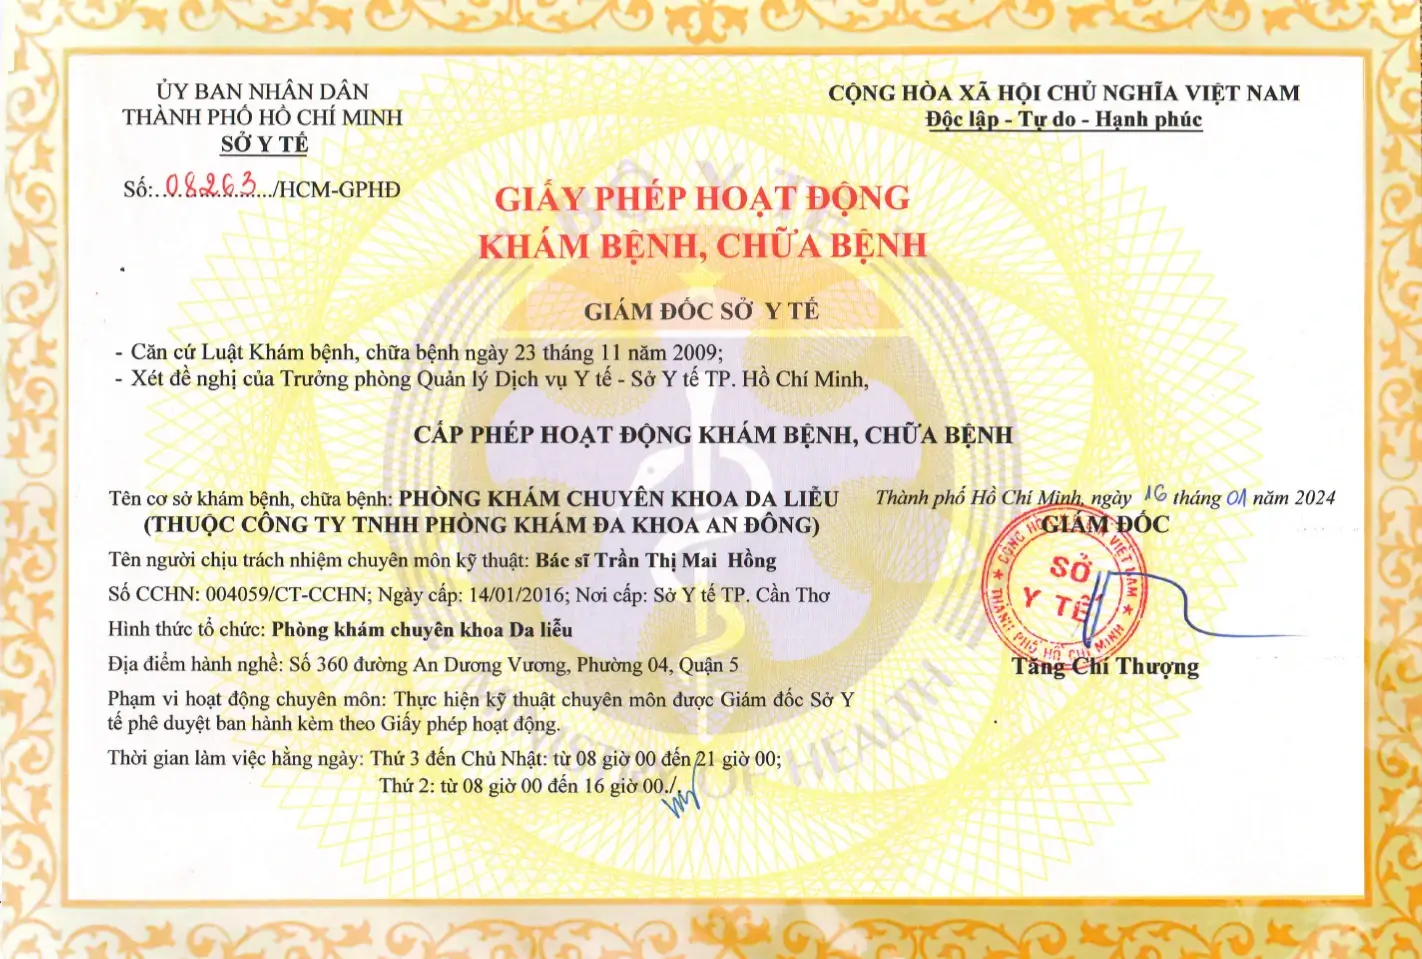 ỦY BAN NHÂN DÂN
THÀNH PHỐ HỒ CHÍ MINH
SỞ Y TẾ
Số:...08263.../HCM-GPHĐ
CỘNG HÒA XÃ HỘI CHỦ NGHĨA VIỆT NAM
Độc lập - Tự do - Hạnh phúc
GIẤY PHÉP HOẠT ĐỘNG
KHÁM BỆNH, CHỮA BỆNH
BỘ Y TẾ
GIÁM ĐỐC SỞ Y TẾ
- Căn cứ Luật Khám bệnh, chữa bệnh ngày 23 tháng 11 năm 2009;
- Xét đề nghị của Trưởng phòng Quản lý Dịch vụ Y tế - Sở Y tế TP. Hồ Chí Minh,
CẤP PHÉP HOẠT ĐỘNG KHÁM BỆNH, CHỮA BỆNH
Tên cơ sở khám bệnh, chữa bệnh: PHÒNG KHÁM CHUYÊN KHOA DA LIỄU
(THUỘC CÔNG TY TNHH PHÒNG KHÁM ĐA KHOA AN ĐÔNG)
Tên người chịu trách nhiệm chuyên môn kỹ thuật: Bác sĩ Trần Thị Mai Hồng
Số CCHN: 004059/CT-CCHN; Ngày cấp: 14/01/2016; Nơi cấp: Sở Y tế TP. Cần Thơ
Hình thức tổ chức: Phòng khám chuyên khoa Da liễu
Địa điểm hành nghề: Số 360 đường An Dương Vương, Phường 04, Quận 5
Phạm vi hoạt động chuyên môn: Thực hiện kỹ thuật chuyên môn được Giám đốc Sở Y
tế phê duyệt ban hành kèm theo Giấy phép hoạt động.
Thời gian làm việc hằng ngày: Thứ 3 đến Chủ Nhật: từ 08 giờ 00 đến 21 giờ 00;
Thứ 2: từ 08 giờ 00 đến 16 giờ 00./.
MINISTRY OF HEALTH
Thành phố Hồ Chí Minh, ngày 16 tháng 01 năm 2024
GIÁM ĐỐC
CỘNG HÒA XÃ HỘI CHỦ NGHĨA VIỆT NAM
SỞ
Y TẾ
THÀNH PHỐ HỒ CHÍ MINH
Tăng Chí Thượng